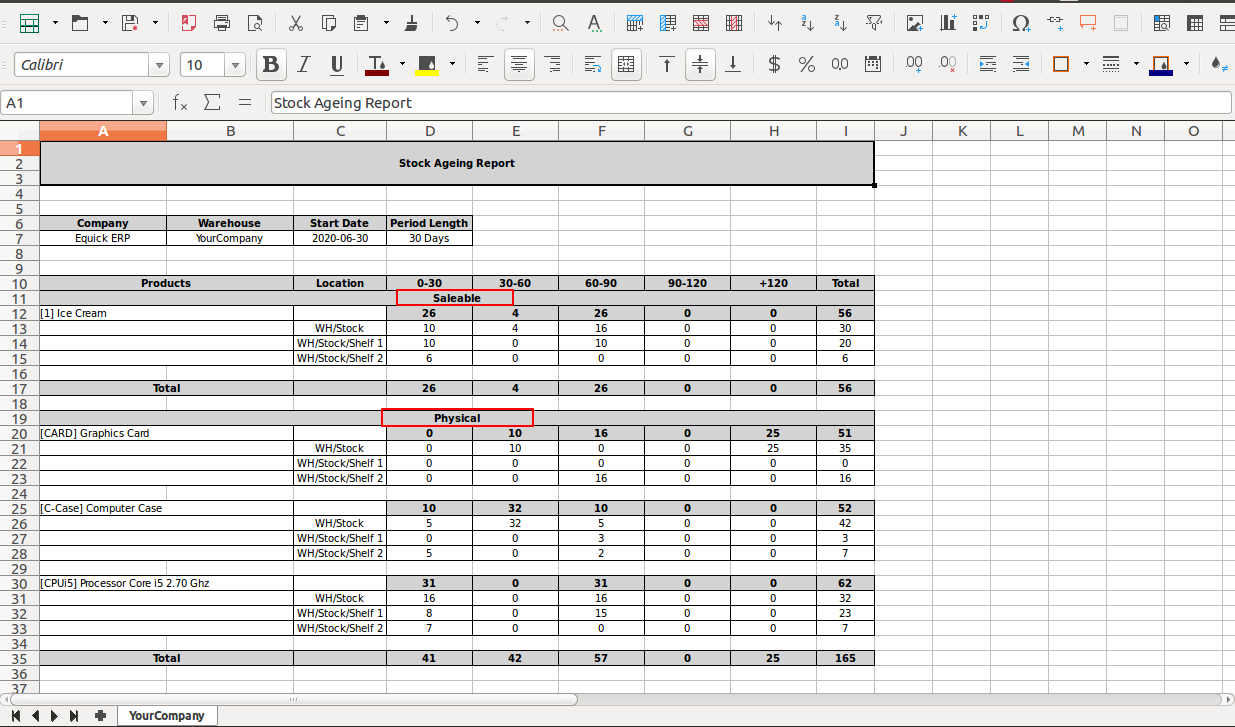 Calibri 10
A1 Stock Ageing Report
A B C D E F G H I J K L M N O
1
2 Stock Ageing Report
3
4
5
6 Company Warehouse Start Date Period Length
7 Equick ERP YourCompany 2020-06-30 30 Days
8
9
10 Products Location 0-30 30-60 60-90 90-120 +120 Total
11 Saleable
12 [1] Ice Cream 26 4 26 0 0 56
13 WH/Stock 10 4 16 0 0 30
14 WH/Stock/Shelf 1 10 0 10 0 0 20
15 WH/Stock/Shelf 2 6 0 0 0 0 6
16
17 Total 26 4 26 0 0 56
18
19 Physical
20 [CARD] Graphics Card 0 10 16 0 25 51
21 WH/Stock 0 10 0 0 25 35
22 WH/Stock/Shelf 1 0 0 0 0 0 0
23 WH/Stock/Shelf 2 0 0 16 0 0 16
24
25 [C-Case] Computer Case 10 32 10 0 0 52
26 WH/Stock 5 32 5 0 0 42
27 WH/Stock/Shelf 1 0 0 3 0 0 3
28 WH/Stock/Shelf 2 5 0 2 0 0 7
29
30 [CPUi5] Processor Core i5 2.70 Ghz 31 0 31 0 0 62
31 WH/Stock 16 0 16 0 0 32
32 WH/Stock/Shelf 1 8 0 15 0 0 23
33 WH/Stock/Shelf 2 7 0 0 0 0 7
34
35 Total 41 42 57 0 25 165
36
37
YourCompany